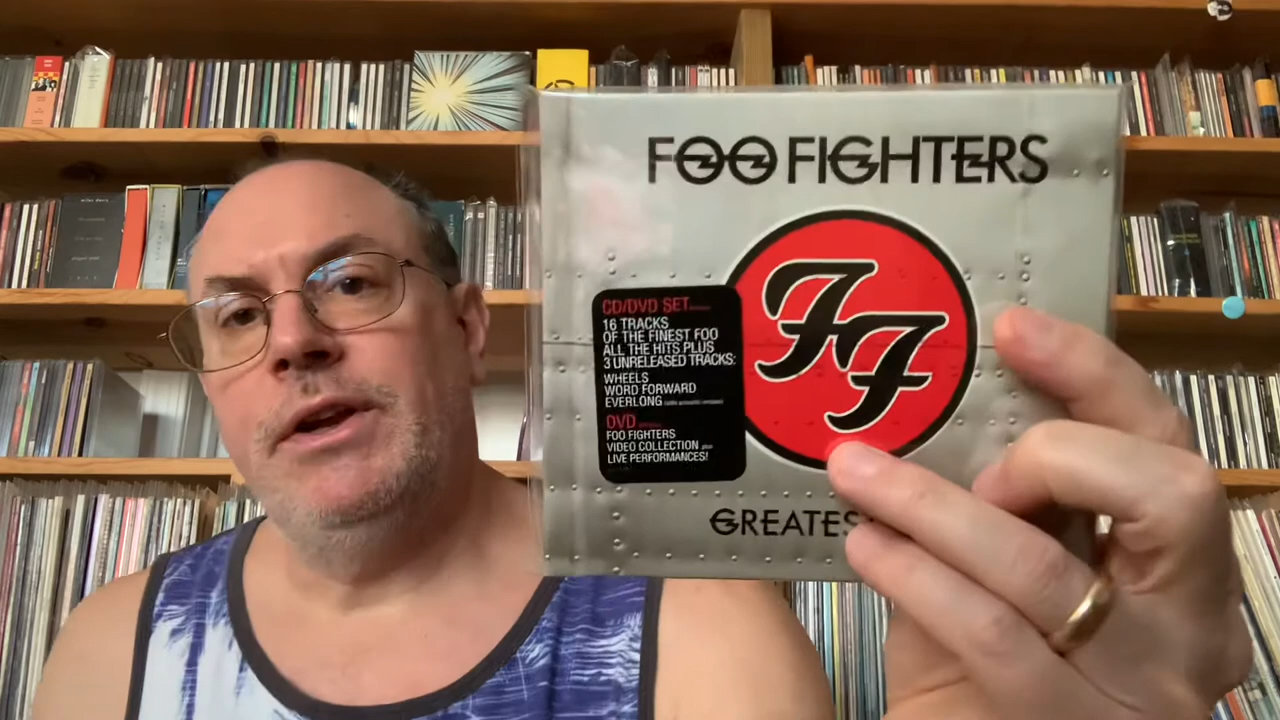 FOO FIGHTERS
CD/DVD SET
16 TRACKS
OF THE FINEST FOO
ALL THE HITS PLUS
3 UNRELEASED TRACKS:
WHEELS
WORD FORWARD
EVERLONG
DVD
FOO FIGHTERS
VIDEO COLLECTION plus
LIVE PERFORMANCES!
FF
GREATES